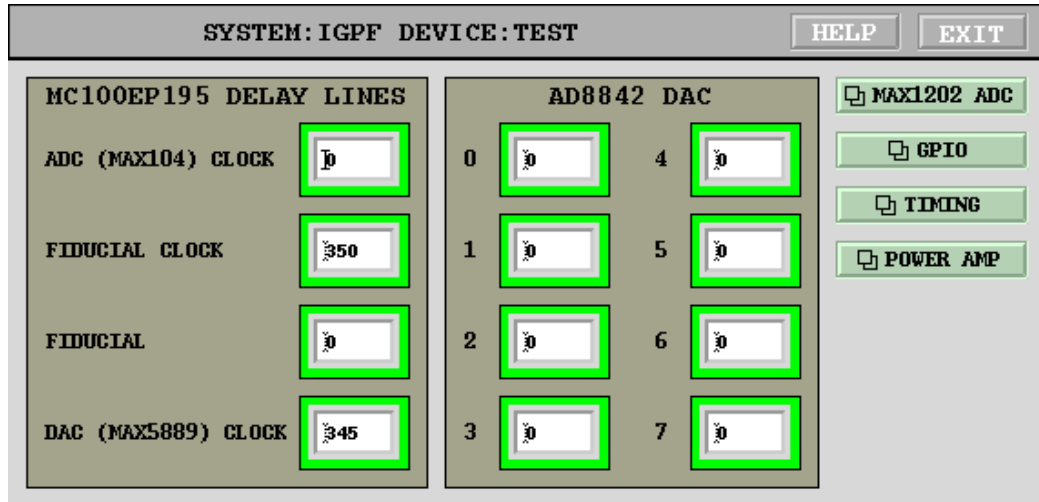 SYSTEM:IGPF DEVICE:TEST
HELP
EXIT
MC100EP195 DELAY LINES
ADC (MAX104) CLOCK 0
FIDUCIAL CLOCK 350
FIDUCIAL 0
DAC (MAX5889) CLOCK 345
AD8842 DAC
0 0 4 0
1 0 5 0
2 0 6 0
3 0 7 0
MAX1202 ADC
GPIO
TIMING
POWER AMP